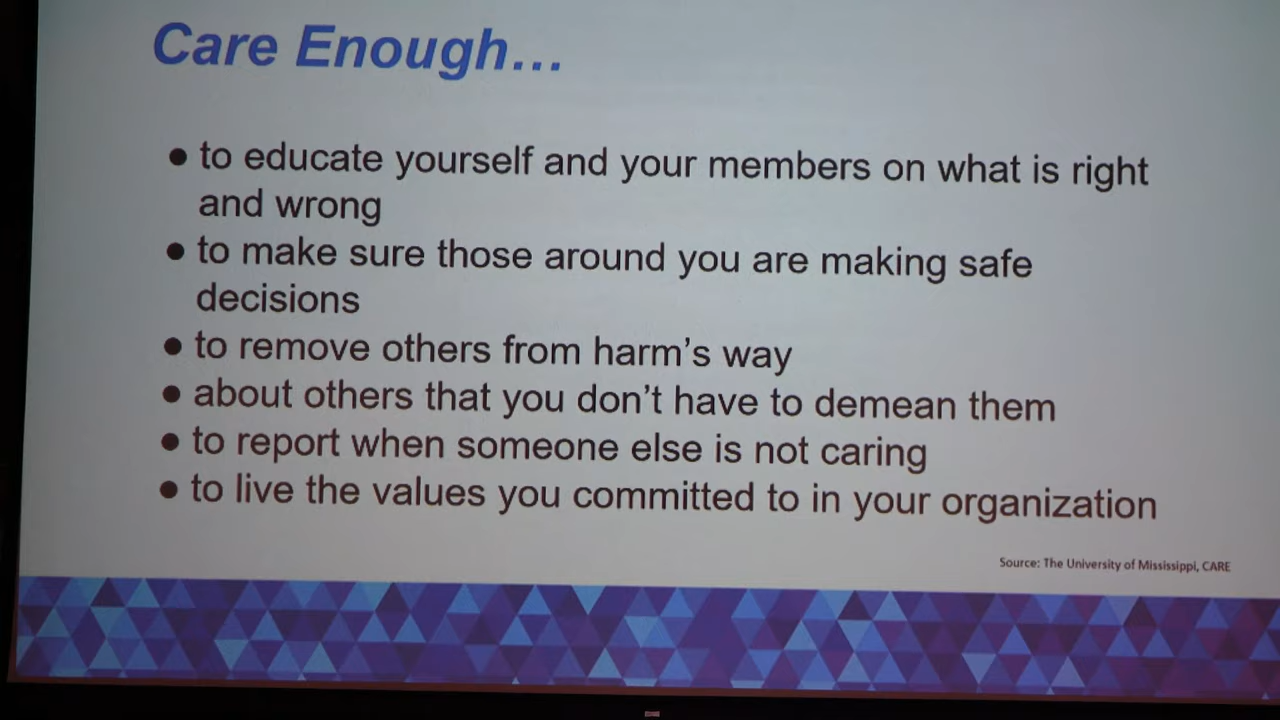 Care Enough...
● to educate yourself and your members on what is right
and wrong
● to make sure those around you are making safe
decisions
● to remove others from harm's way
● about others that you don't have to demean them
● to report when someone else is not caring
● to live the values you committed to in your organization
Source: The University of Mississippi, CARE